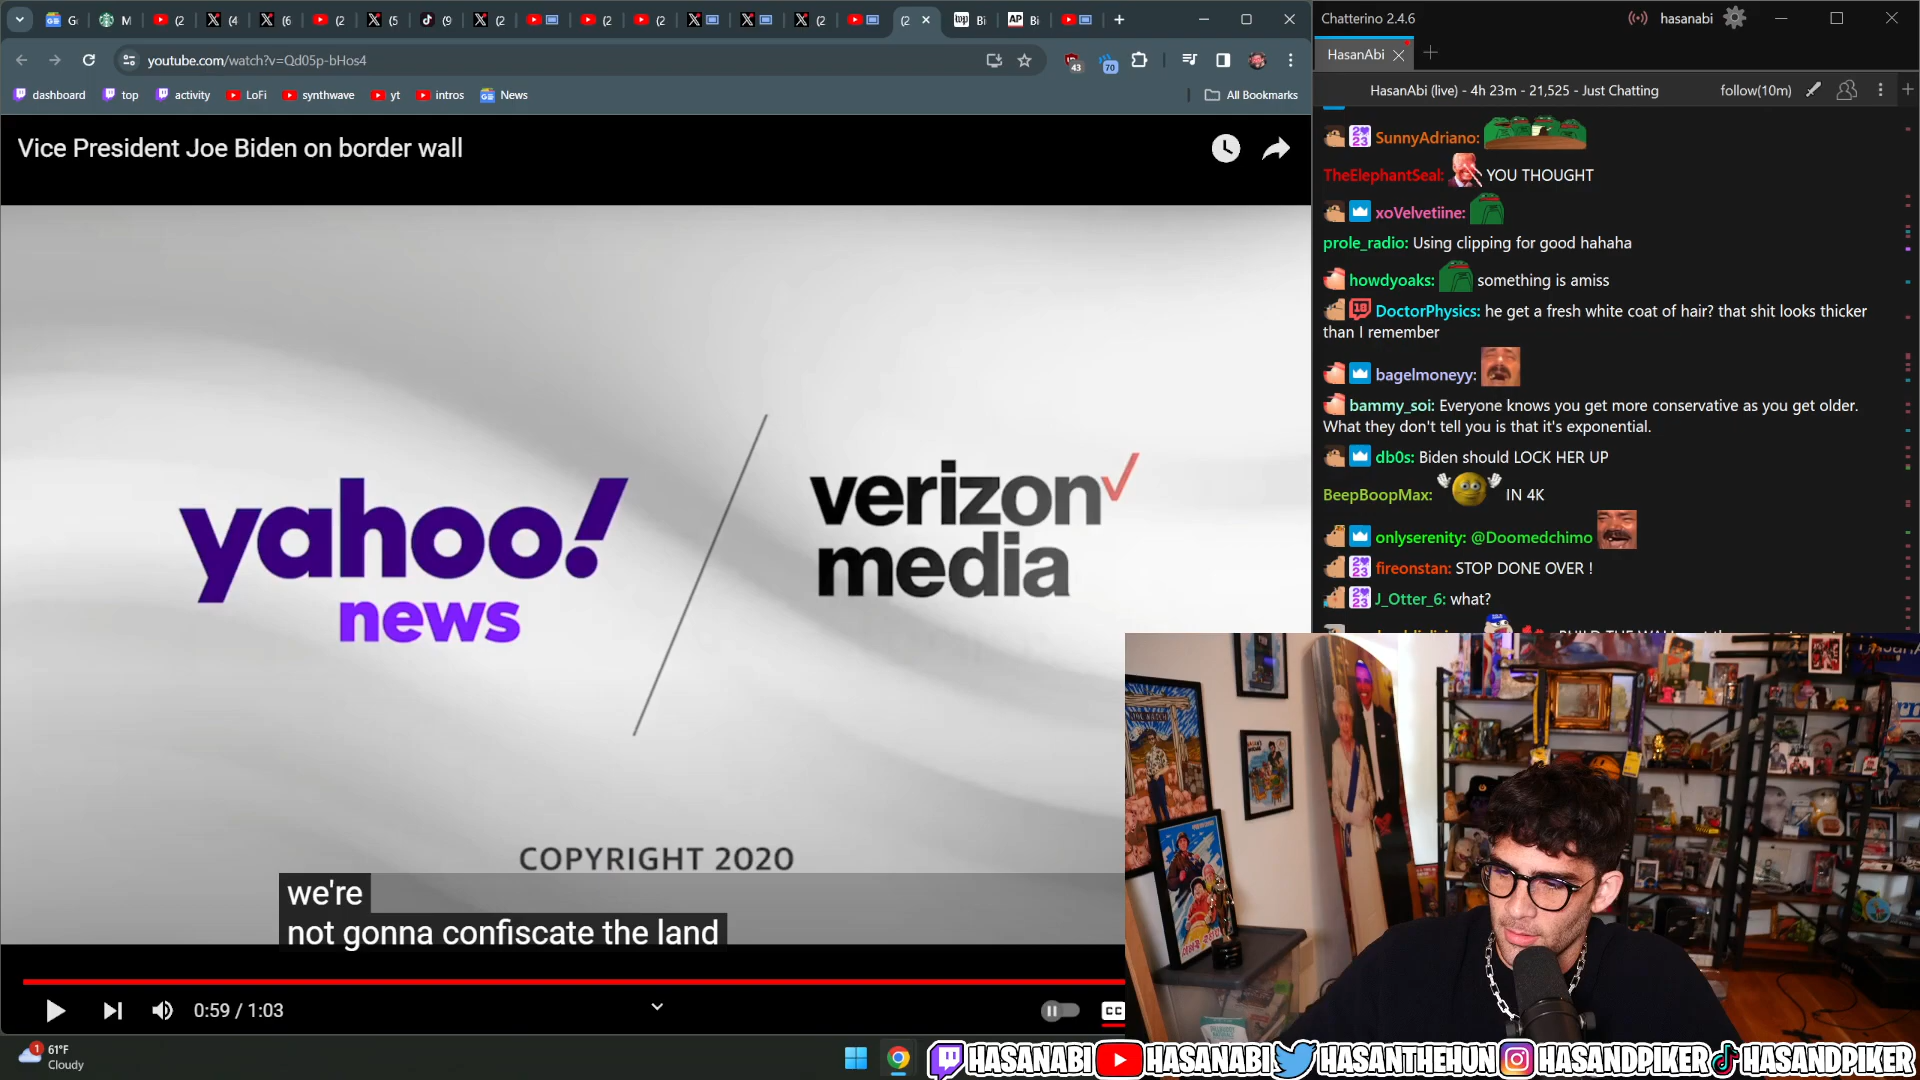 youtube.com/watch?v=Qd05p-bHos4
43
70
dashboard
top
activity
LoFi
synthwave
yt
intros
News
All Bookmarks
Vice President Joe Biden on border wall
yahoo!
news
verizon
media
COPYRIGHT 2020
we're
not gonna confiscate the land
0:59 / 1:03
CC
1
61°F
Cloudy
Chatterino 2.4.6
hasanabi
HasanAbi
HasanAbi (live) - 4h 23m - 21,525 - Just Chatting
follow(10m)
SunnyAdriano:
TheElephantSeal: YOU THOUGHT
xoVelvetiine:
prole_radio: Using clipping for good hahaha
howdyoaks: something is amiss
DoctorPhysics: he get a fresh white coat of hair? that shit looks thicker
than I remember
bagelmoneyy:
bammy_soi: Everyone knows you get more conservative as you get older.
What they don't tell you is that it's exponential.
db0s: Biden should LOCK HER UP
BeepBoopMax: IN 4K
onlyserenity: @Doomedchimo
fireonstan: STOP DONE OVER !
J_Otter_6: what?
HASANABI HASANABI HASANTHEHUN HASANDPIKER HASANDPIKER